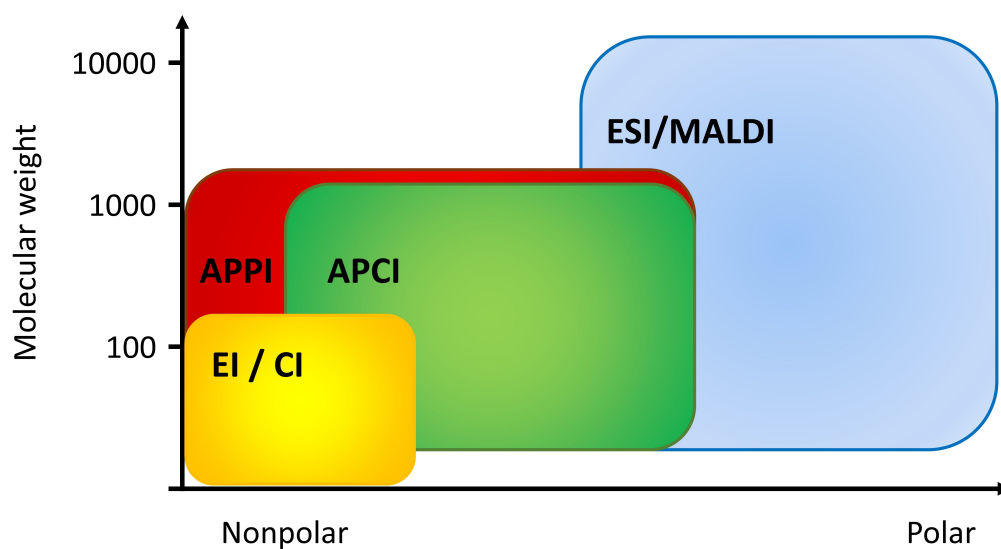 Molecular weight
10000
1000
100
ESI/MALDI
APPI
APCI
EI / CI
Nonpolar
Polar